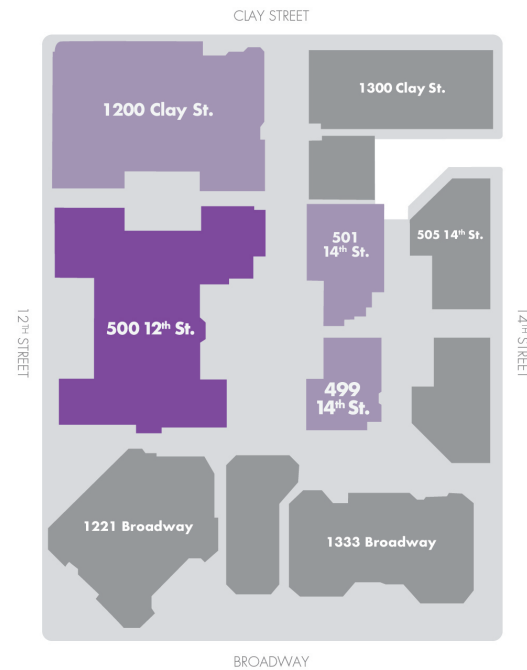 CLAY STREET
1200 Clay St.
1300 Clay St.
501
14th St.
505 14th St.
12TH STREET
500 12th St.
14TH STREET
499
14th St.
1221 Broadway
1333 Broadway
BROADWAY